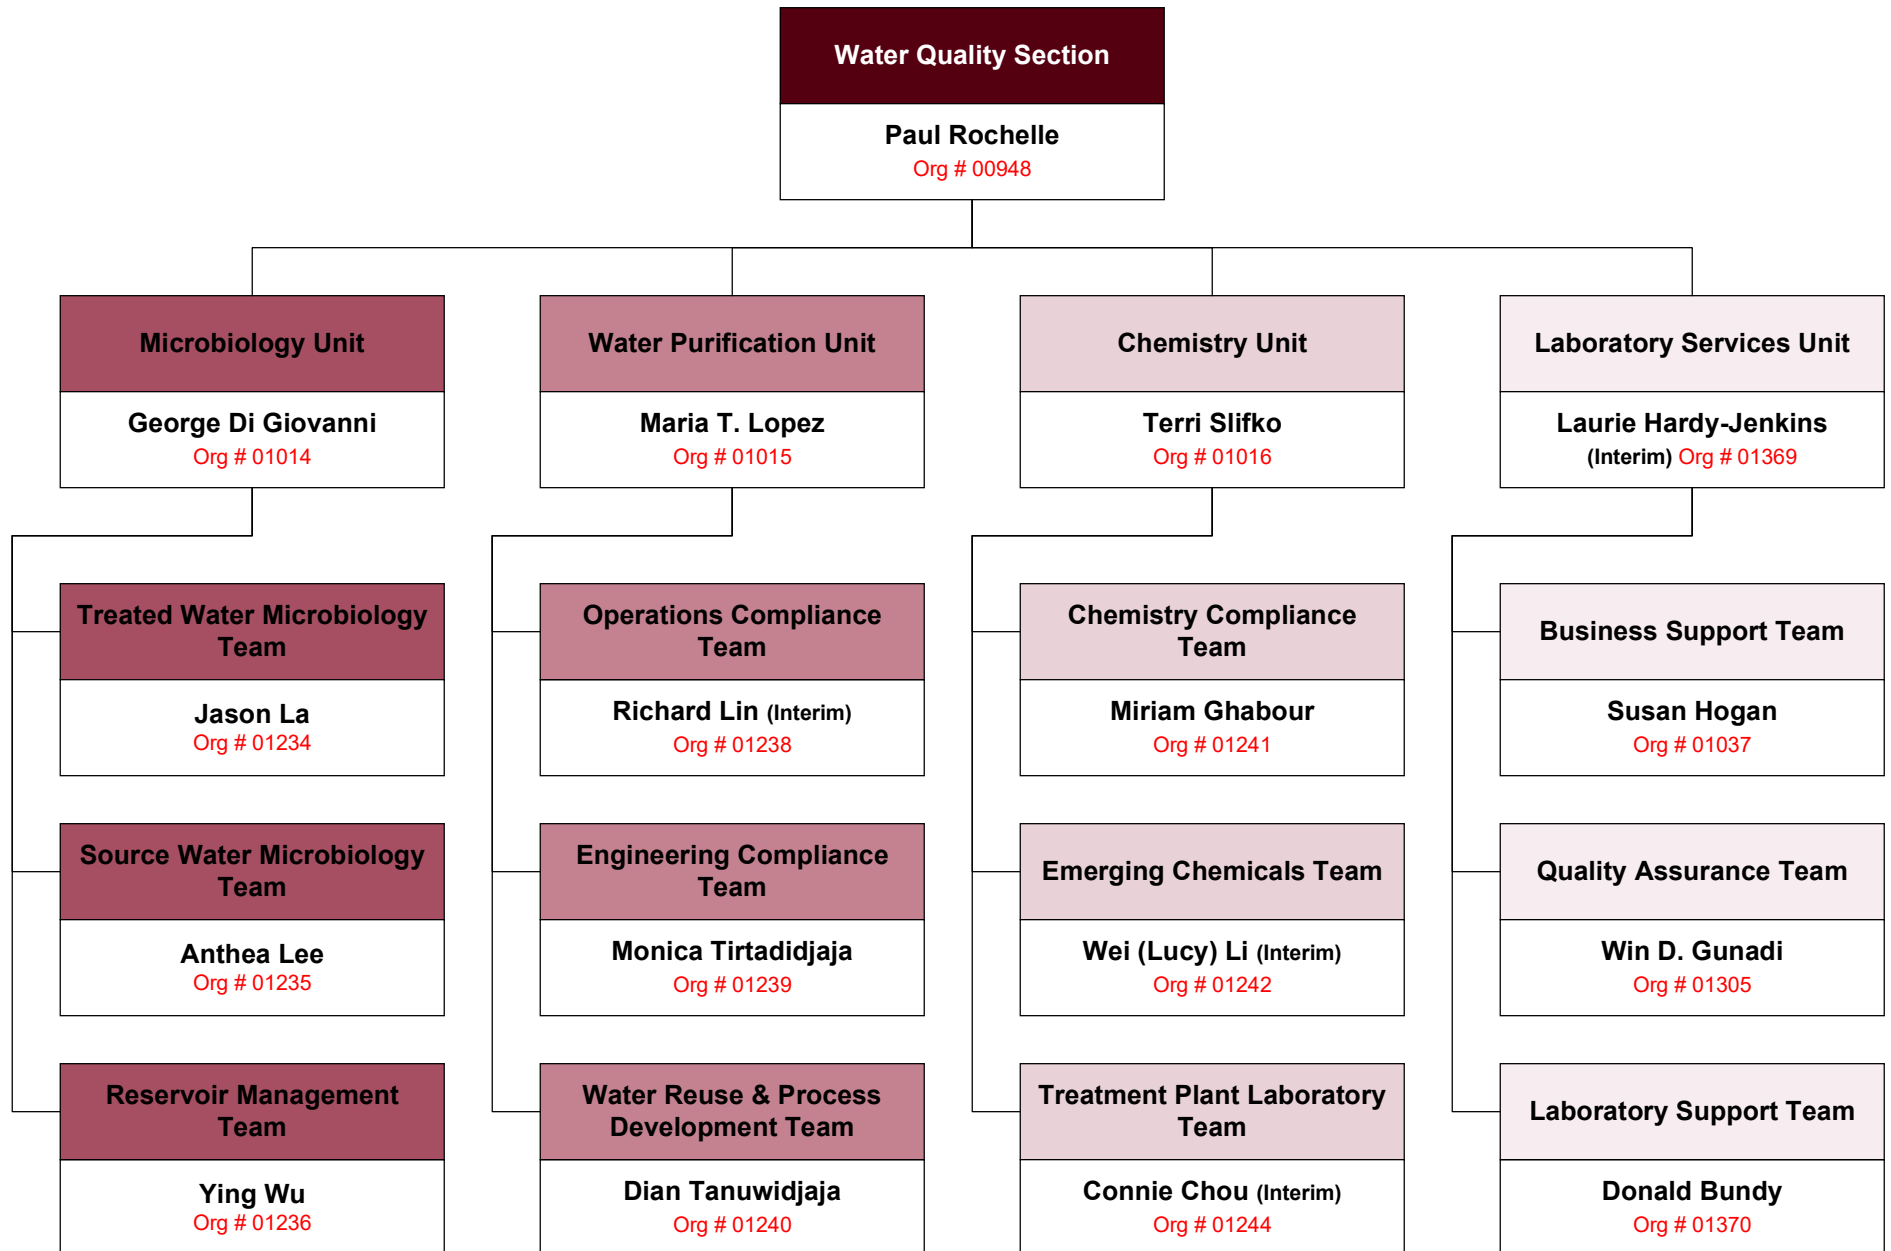 Water Quality Section
Paul Rochelle
Org # 00948
Microbiology Unit
George Di Giovanni
Org # 01014
Water Purification Unit
Maria T. Lopez
Org # 01015
Chemistry Unit
Terri Slifko
Org # 01016
Laboratory Services Unit
Laurie Hardy-Jenkins
(Interim) Org # 01369
Treated Water Microbiology
Team
Jason La
Org # 01234
Operations Compliance
Team
Richard Lin (Interim)
Org # 01238
Chemistry Compliance
Team
Miriam Ghabour
Org # 01241
Business Support Team
Susan Hogan
Org # 01037
Source Water Microbiology
Team
Anthea Lee
Org # 01235
Engineering Compliance
Team
Monica Tirtadidjaja
Org # 01239
Emerging Chemicals Team
Wei (Lucy) Li (Interim)
Org # 01242
Quality Assurance Team
Win D. Gunadi
Org # 01305
Reservoir Management
Team
Ying Wu
Org # 01236
Water Reuse & Process
Development Team
Dian Tanuwidjaja
Org # 01240
Treatment Plant Laboratory
Team
Connie Chou (Interim)
Org # 01244
Laboratory Support Team
Donald Bundy
Org # 01370